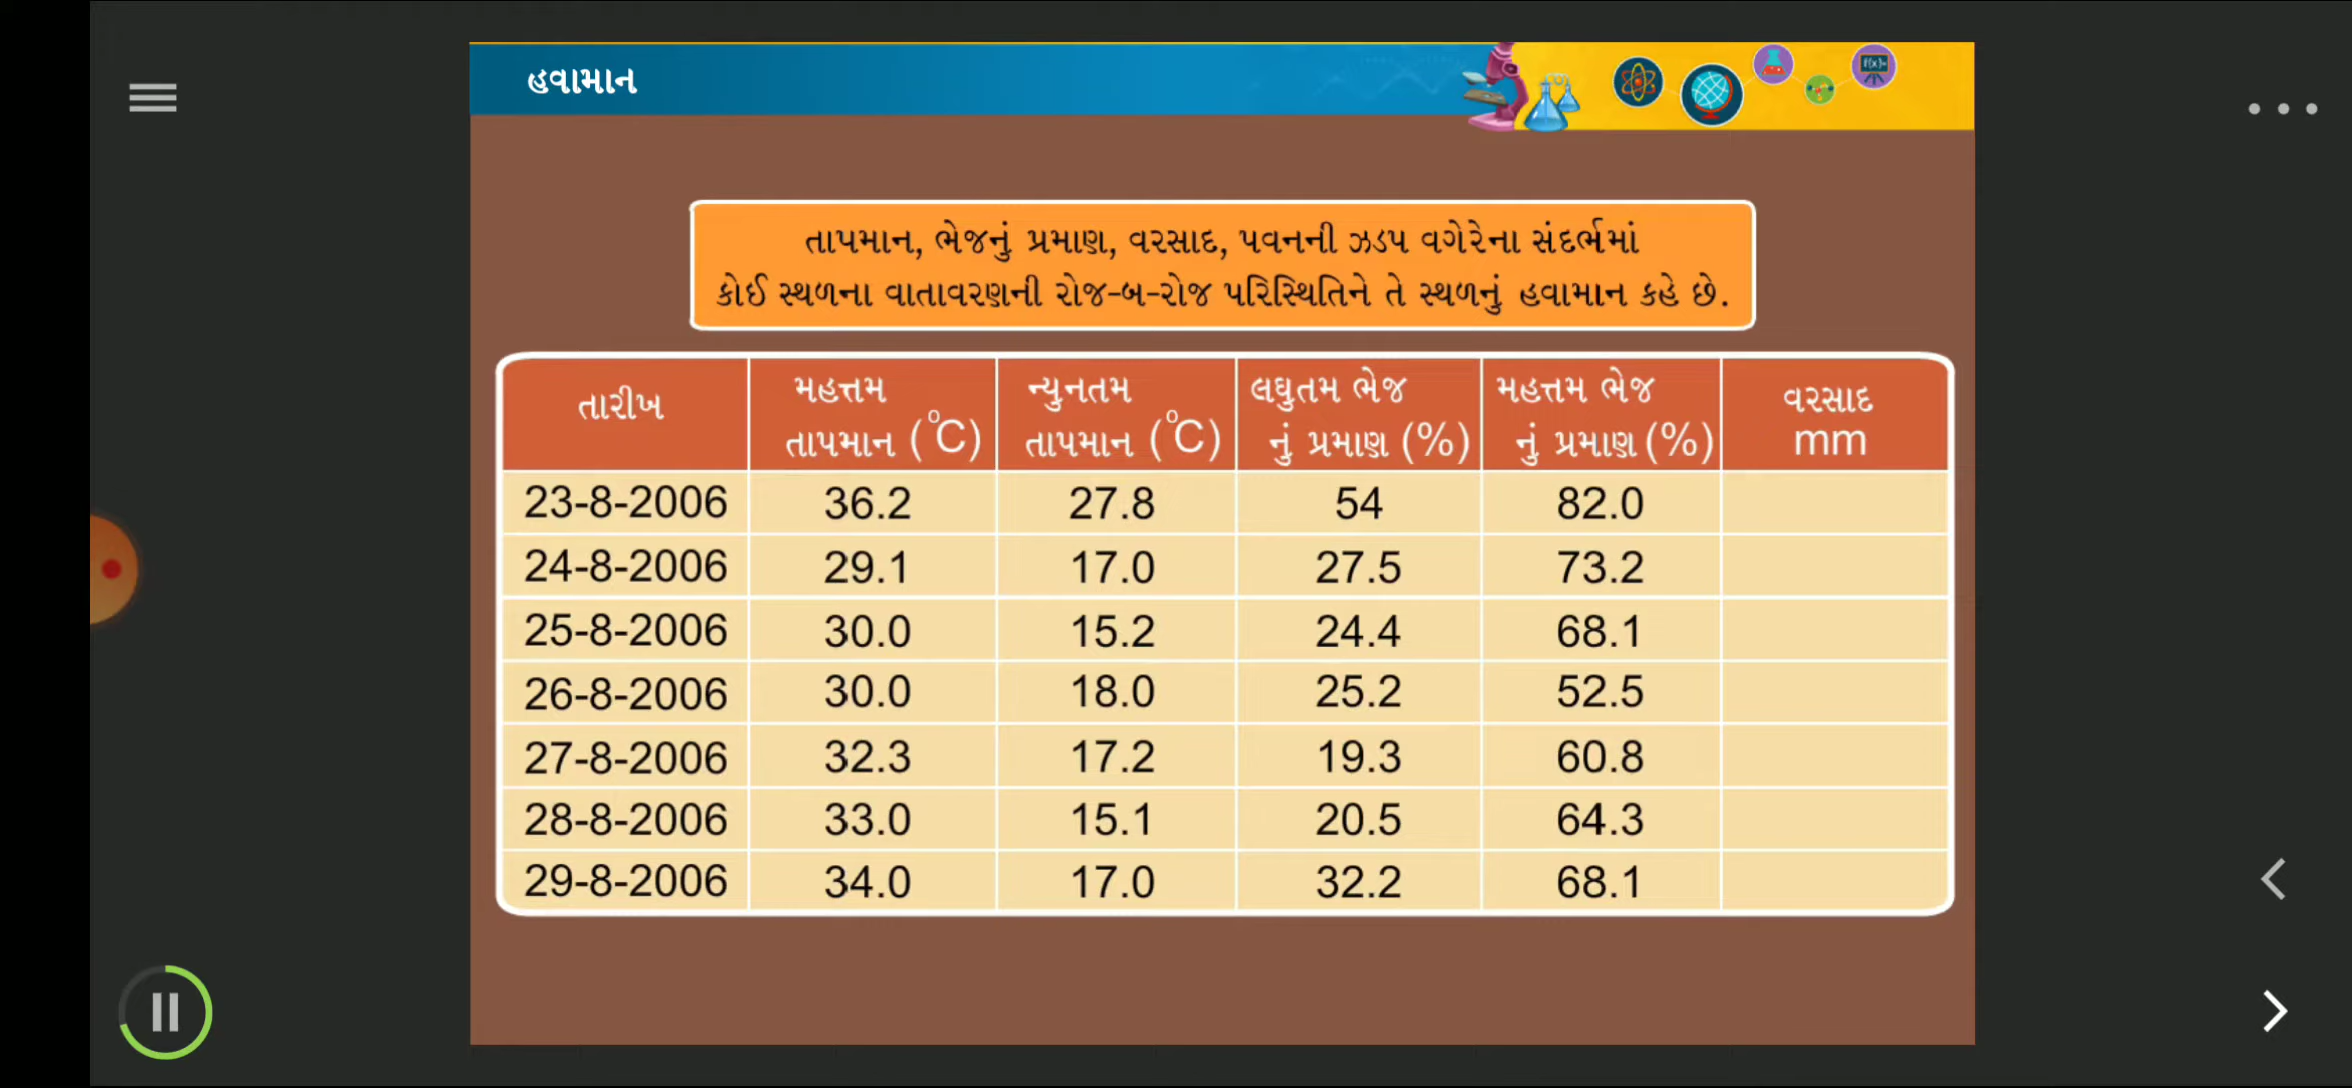 હવામાન
f(x)=
તાપમાન, ભેજનું પ્રમાણ, વરસાદ, પવનની ઝડપ વગેરેના સંદર્ભમાં
કોઈ સ્થળના વાતાવરણની રોજ-બ-રોજ પરિસ્થિતિને તે સ્થળનું હવામાન કહે છે.
તારીખ મહત્તમ તાપમાન (°C) ન્યુનતમ તાપમાન (°C) લઘુતમ ભેજ નું પ્રમાણ (%) મહત્તમ ભેજ નું પ્રમાણ (%) વરસાદ mm
23-8-2006 36.2 27.8 54 82.0
24-8-2006 29.1 17.0 27.5 73.2
25-8-2006 30.0 15.2 24.4 68.1
26-8-2006 30.0 18.0 25.2 52.5
27-8-2006 32.3 17.2 19.3 60.8
28-8-2006 33.0 15.1 20.5 64.3
29-8-2006 34.0 17.0 32.2 68.1